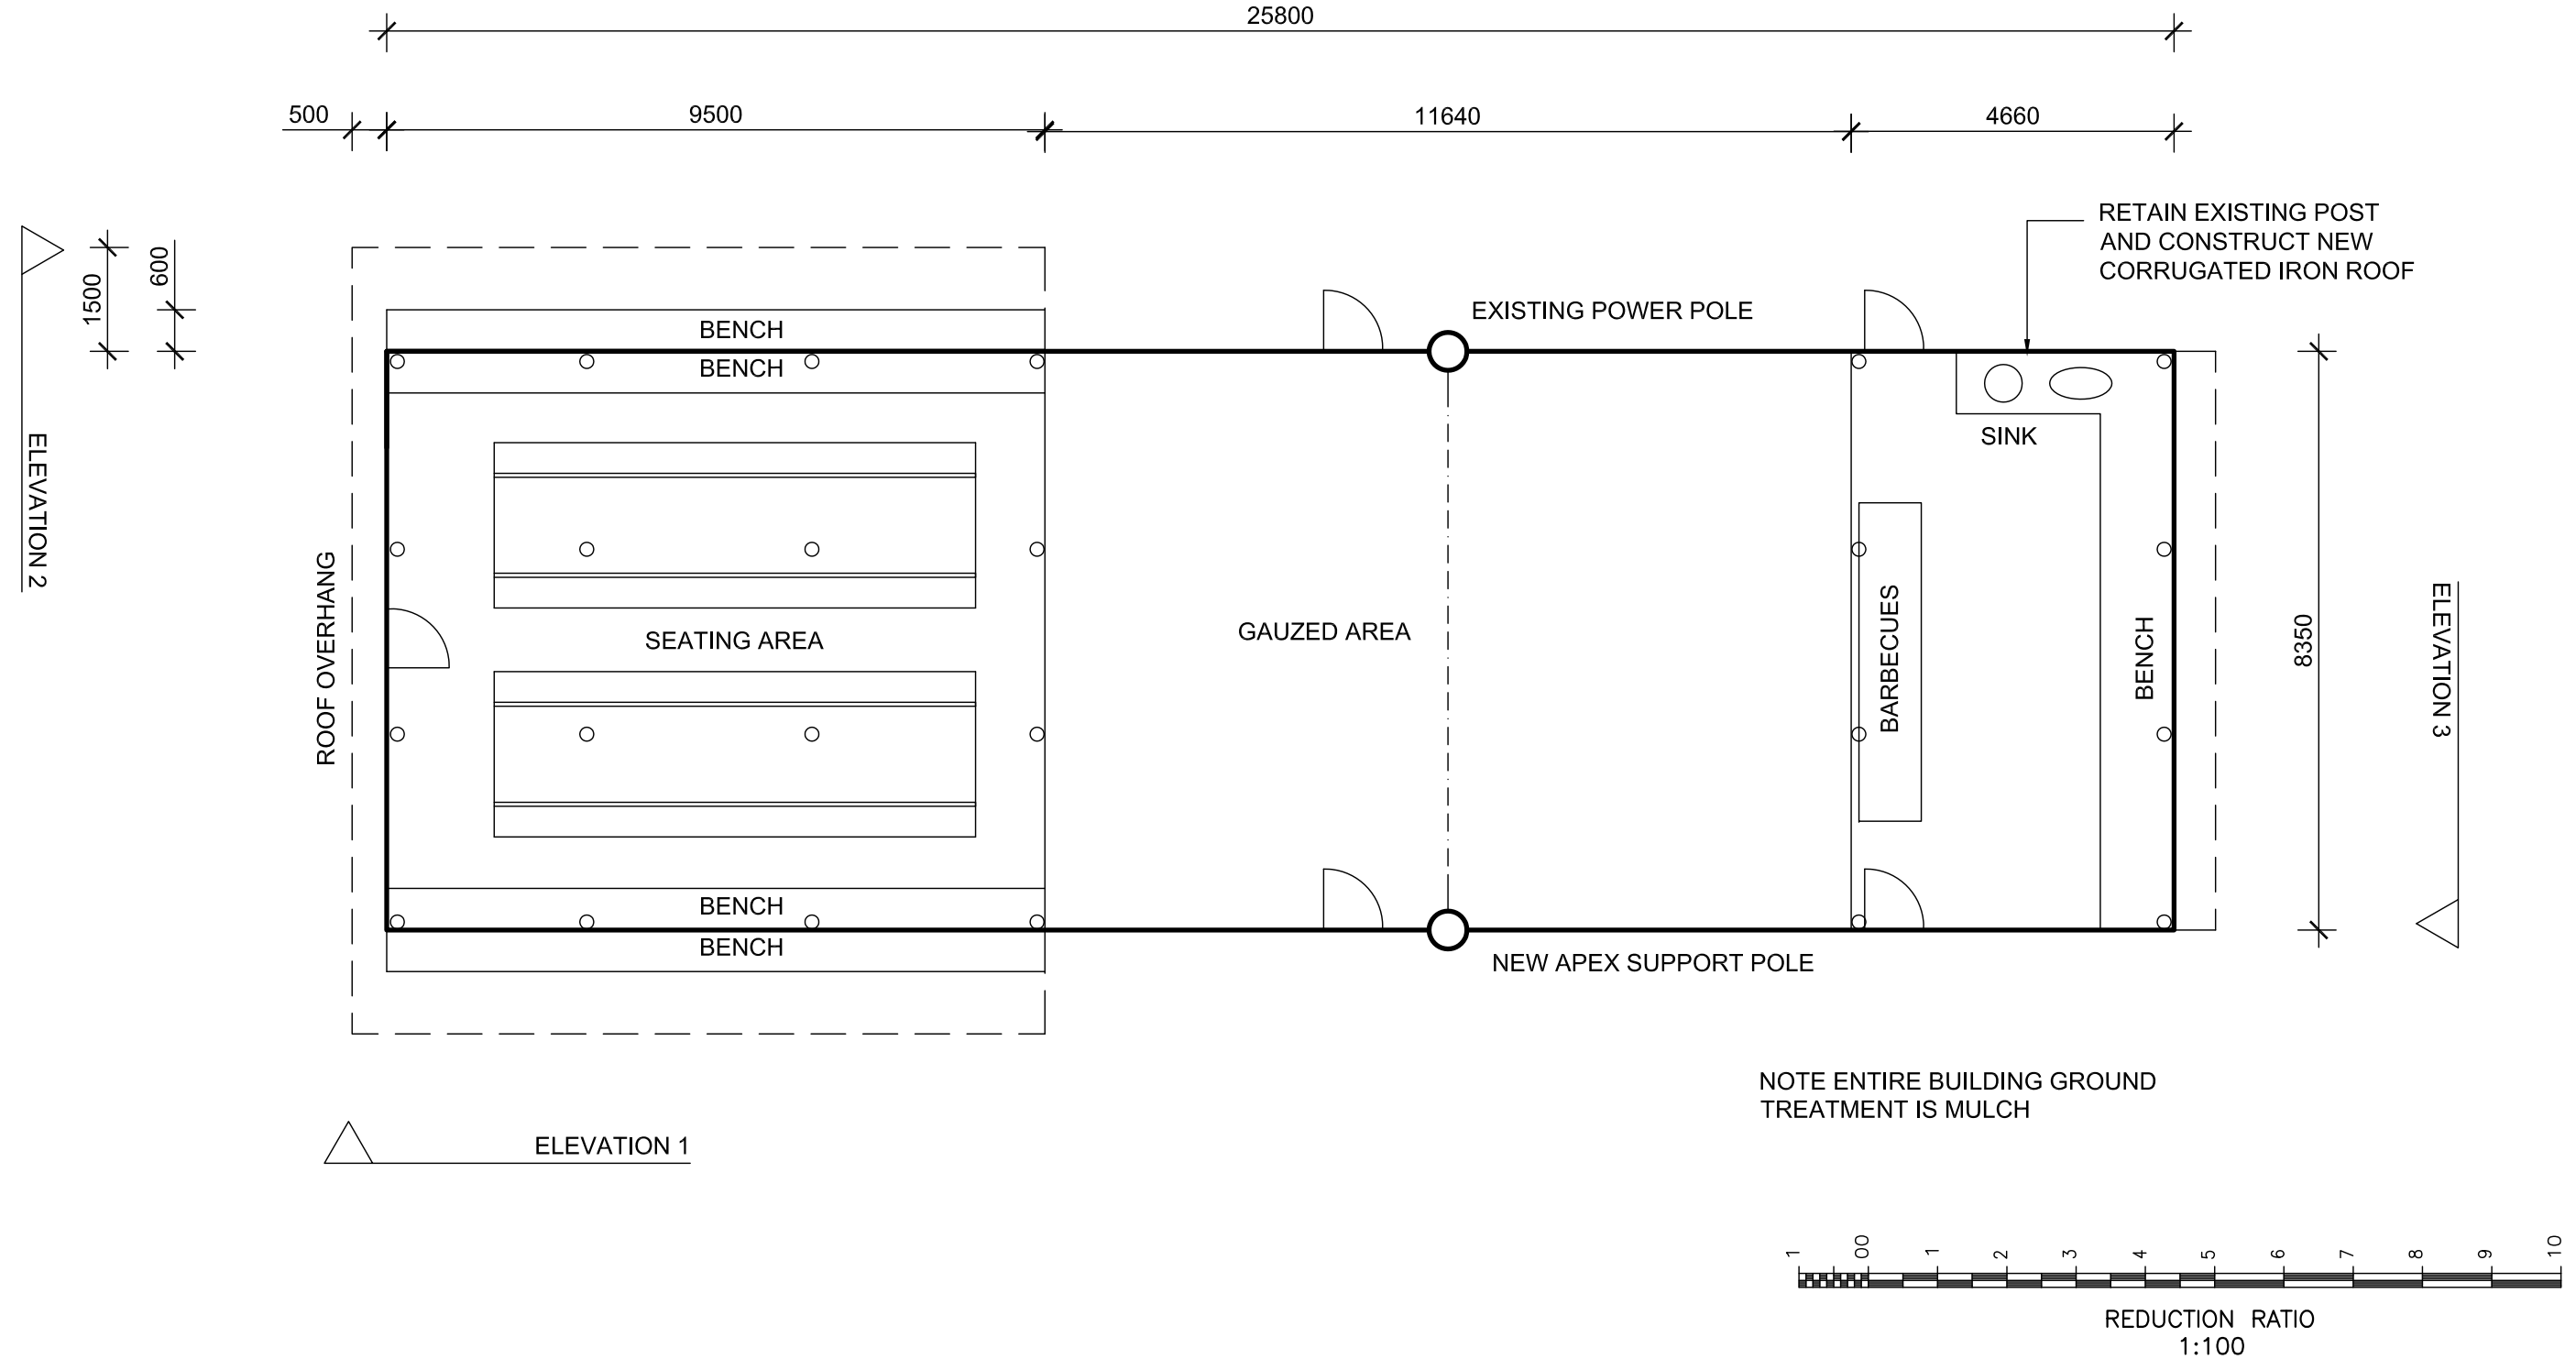 25800
500
9500
11640
4660
RETAIN EXISTING POST
AND CONSTRUCT NEW
CORRUGATED IRON ROOF
1500
600
EXISTING POWER POLE
BENCH
BENCH
SINK
ELEVATION 2
ROOF OVERHANG
SEATING AREA
GAUZED AREA
BARBECUES
BENCH
8350
ELEVATION 3
BENCH
BENCH
NEW APEX SUPPORT POLE
NOTE ENTIRE BUILDING GROUND
TREATMENT IS MULCH
ELEVATION 1
1 00 1 2 3 4 5 6 7 8 9 10
REDUCTION RATIO
1:100